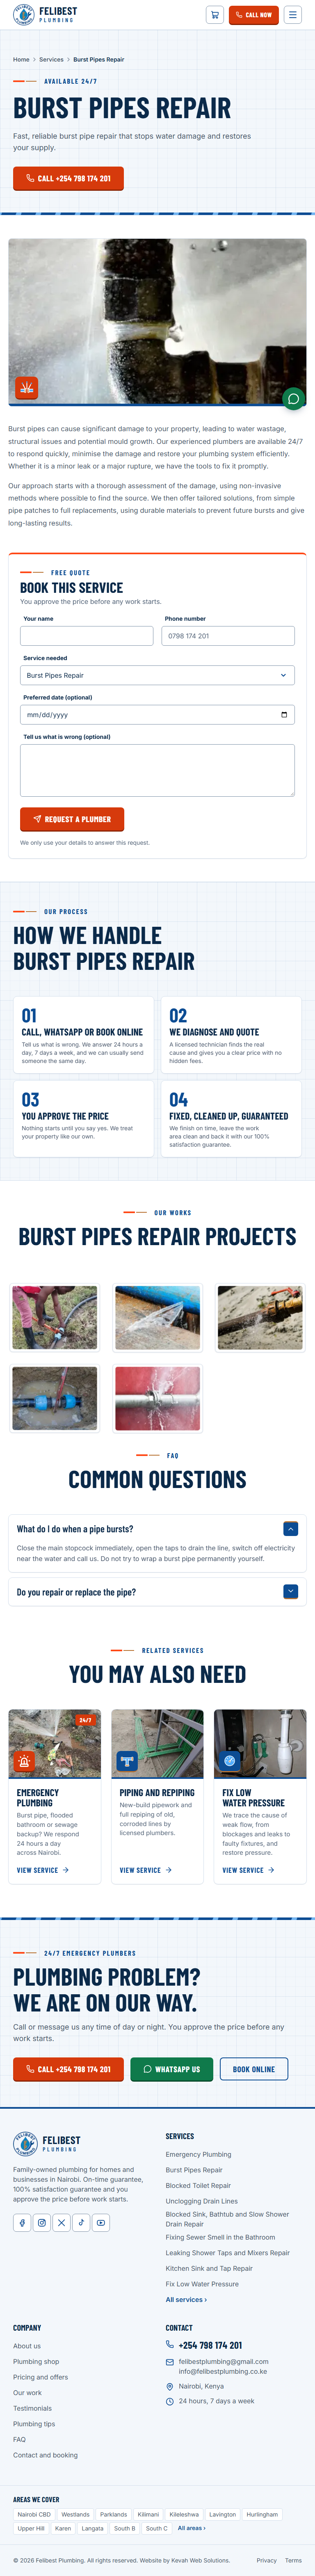 FELIBEST
PLUMBING
CALL NOW
Home > Services > Burst Pipes Repair
AVAILABLE 24/7
BURST PIPES REPAIR
Fast, reliable burst pipe repair that stops water damage and restores
your supply.
CALL +254 798 174 201
Burst pipes can cause significant damage to your property, leading to water wastage,
structural issues and potential mould growth. Our experienced plumbers are available 24/7
to respond quickly, minimise the damage and restore your plumbing system efficiently.
Whether it is a minor leak or a major rupture, we have the tools to fix it promptly.
Our approach starts with a thorough assessment of the damage, using non-invasive
methods where possible to find the source. We then offer tailored solutions, from simple
pipe patches to full replacements, using durable materials to prevent future bursts and give
long-lasting results.
FREE QUOTE
BOOK THIS SERVICE
You approve the price before any work starts.
Your name
Phone number
0798 174 201
Service needed
Burst Pipes Repair
Preferred date (optional)
mm/dd/yyyy
Tell us what is wrong (optional)
REQUEST A PLUMBER
We only use your details to answer this request.
OUR PROCESS
HOW WE HANDLE
BURST PIPES REPAIR
01
CALL, WHATSAPP OR BOOK ONLINE
Tell us what is wrong. We answer 24 hours a
day, 7 days a week, and we can usually send
someone the same day.
02
WE DIAGNOSE AND QUOTE
A licensed technician finds the real
cause and gives you a clear price with no
hidden fees.
03
YOU APPROVE THE PRICE
Nothing starts until you say yes. We treat
your property like our own.
04
FIXED, CLEANED UP, GUARANTEED
We finish on time, leave the work
area clean and back it with our 100%
satisfaction guarantee.
OUR WORKS
BURST PIPES REPAIR PROJECTS
FAQ
COMMON QUESTIONS
What do I do when a pipe bursts?
Close the main stopcock immediately, open the taps to drain the line, switch off electricity
near the water and call us. Do not try to wrap a burst pipe permanently yourself.
Do you repair or replace the pipe?
RELATED SERVICES
YOU MAY ALSO NEED
24/7
EMERGENCY
PLUMBING
Burst pipe, flooded
bathroom or sewage
backup? We respond
24 hours a day
across Nairobi.
VIEW SERVICE
PIPING AND REPIPING
New-build pipework and
full repiping of old,
corroded lines by
licensed plumbers.
VIEW SERVICE
FIX LOW
WATER PRESSURE
We trace the cause of
weak flow, from
blockages and leaks to
faulty fixtures, and
restore pressure.
VIEW SERVICE
24/7 EMERGENCY PLUMBERS
PLUMBING PROBLEM?
WE ARE ON OUR WAY.
Call or message us any time of day or night. You approve the price before any
work starts.
CALL +254 798 174 201
WHATSAPP US
BOOK ONLINE
FELIBEST
PLUMBING
Family-owned plumbing for homes and
businesses in Nairobi. On-time guarantee,
100% satisfaction guarantee and you
approve the price before work starts.
SERVICES
Emergency Plumbing
Burst Pipes Repair
Blocked Toilet Repair
Unclogging Drain Lines
Blocked Sink, Bathtub and Slow Shower
Drain Repair
Fixing Sewer Smell in the Bathroom
Leaking Shower Taps and Mixers Repair
Kitchen Sink and Tap Repair
Fix Low Water Pressure
All services ›
COMPANY
About us
Plumbing shop
Pricing and offers
Our work
Testimonials
Plumbing tips
FAQ
Contact and booking
CONTACT
+254 798 174 201
felibestplumbing@gmail.com
info@felibestplumbing.co.ke
Nairobi, Kenya
24 hours, 7 days a week
AREAS WE COVER
Nairobi CBD Westlands Parklands Kilimani Kileleshwa Lavington Hurlingham
Upper Hill Karen Langata South B South C All areas ›
© 2026 Felibest Plumbing. All rights reserved. Website by Kevah Web Solutions.
Privacy Terms